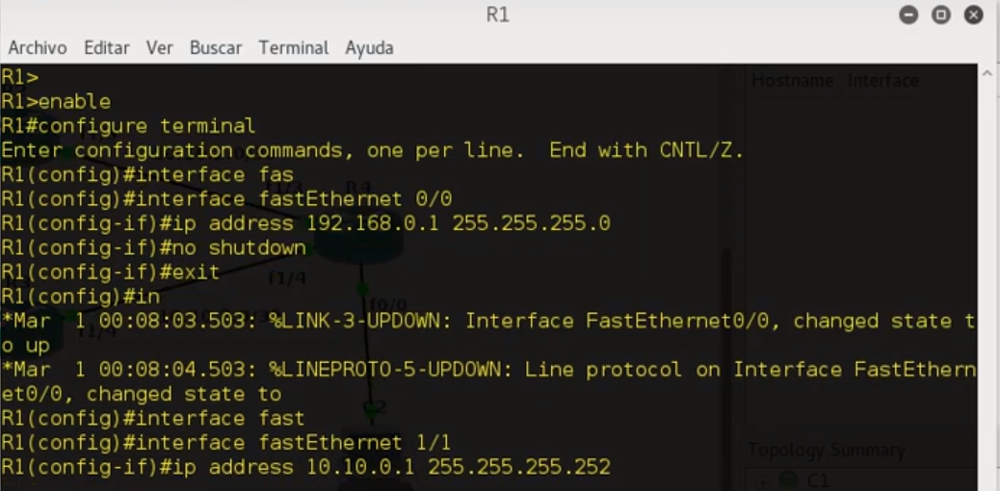 R1
Archivo Editar Ver Buscar Terminal Ayuda
R1>
R1>enable
R1#configure terminal
Enter configuration commands, one per line.  End with CNTL/Z.
R1(config)#interface fas
R1(config)#interface fastEthernet 0/0
R1(config-if)#ip address 192.168.0.1 255.255.255.0
R1(config-if)#no shutdown
R1(config-if)#exit
R1(config)#in
*Mar  1 00:08:03.503: %LINK-3-UPDOWN: Interface FastEthernet0/0, changed state t
o up
*Mar  1 00:08:04.503: %LINEPROTO-5-UPDOWN: Line protocol on Interface FastEthern
et0/0, changed state to
R1(config)#interface fast
R1(config)#interface fastEthernet 1/1
R1(config-if)#ip address 10.10.0.1 255.255.255.252
Hostname Interface
f1/4
f0/0
Topology Summary
C1